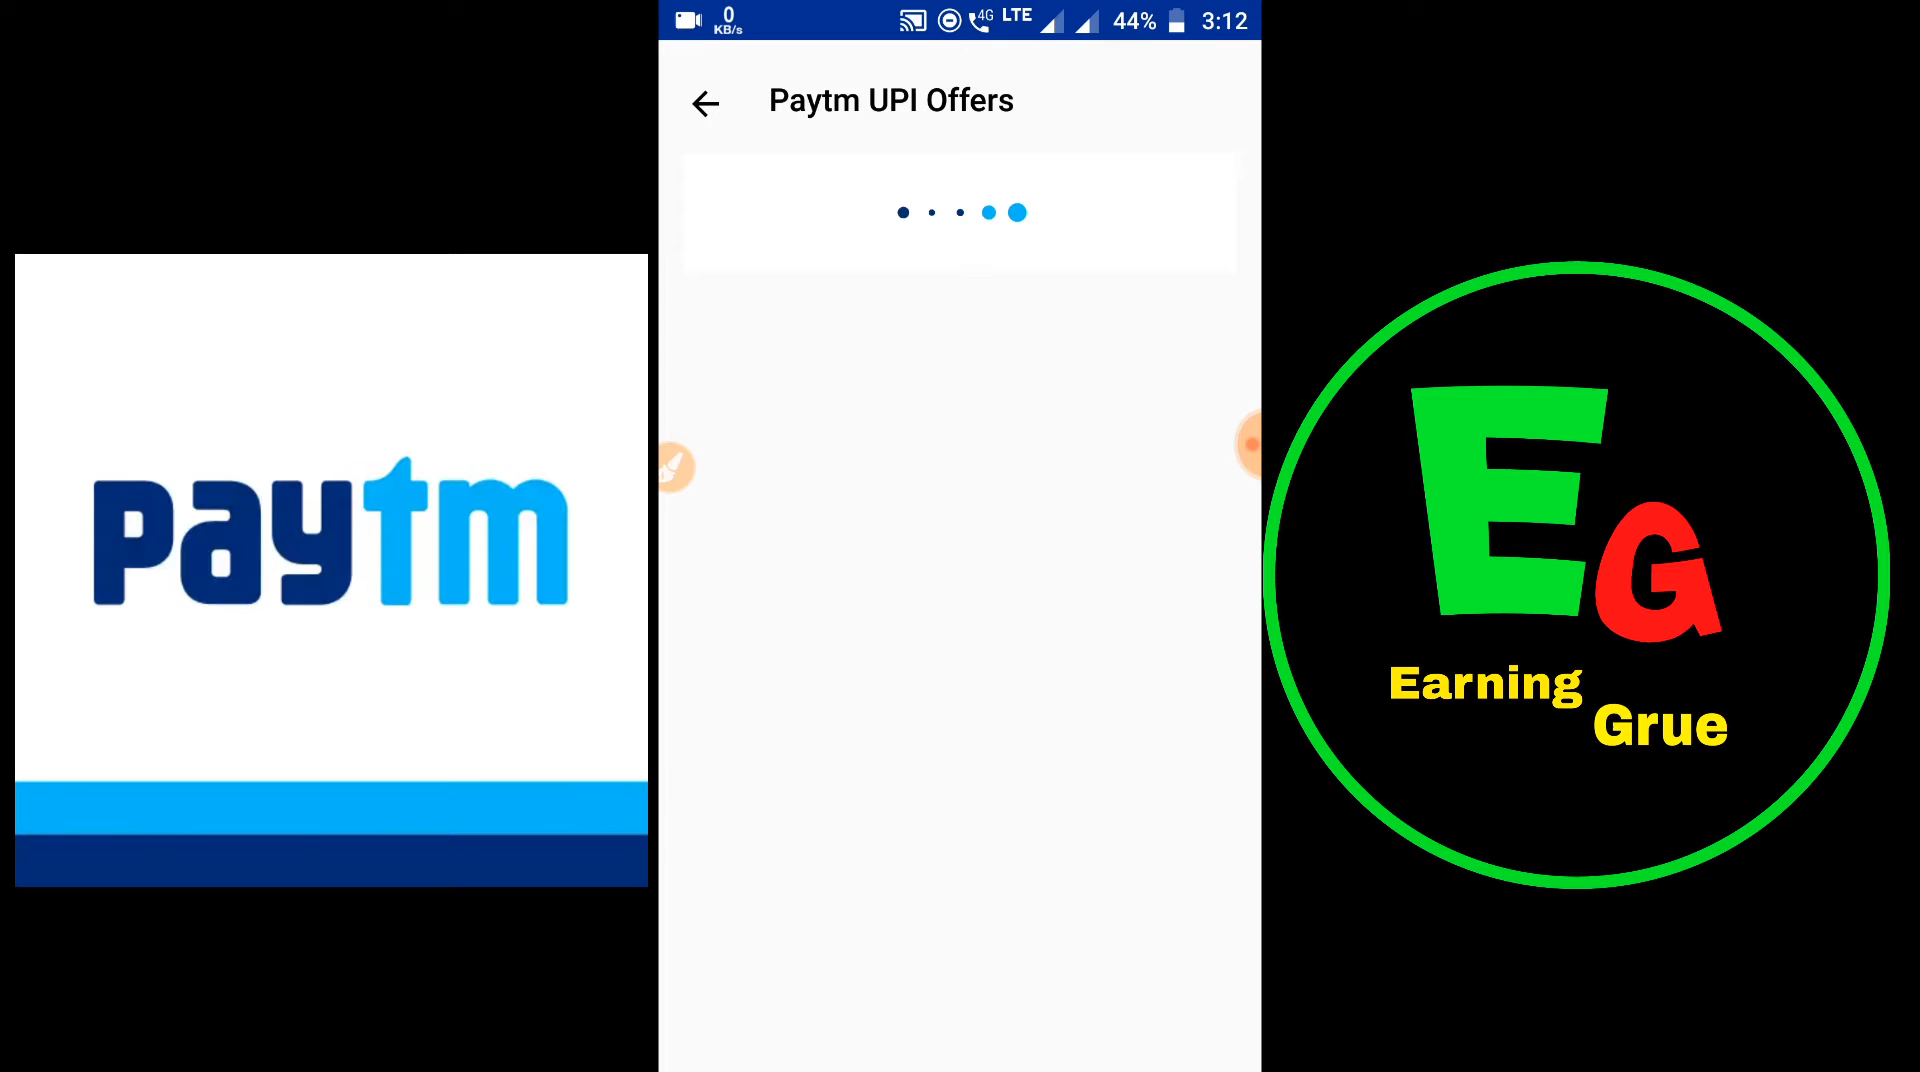 0
KB/s
4G
LTE
44%
3:12
Paytm UPI Offers
paytm
EG
Earning
Grue